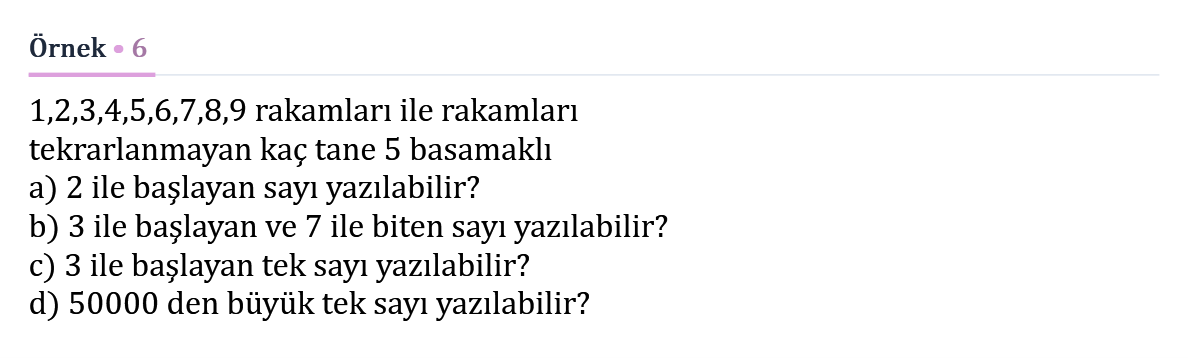 Örnek • 6
1,2,3,4,5,6,7,8,9 rakamları ile rakamları
tekrarlanmayan kaç tane 5 basamaklı
a) 2 ile başlayan sayı yazılabilir?
b) 3 ile başlayan ve 7 ile biten sayı yazılabilir?
c) 3 ile başlayan tek sayı yazılabilir?
d) 50000 den büyük tek sayı yazılabilir?